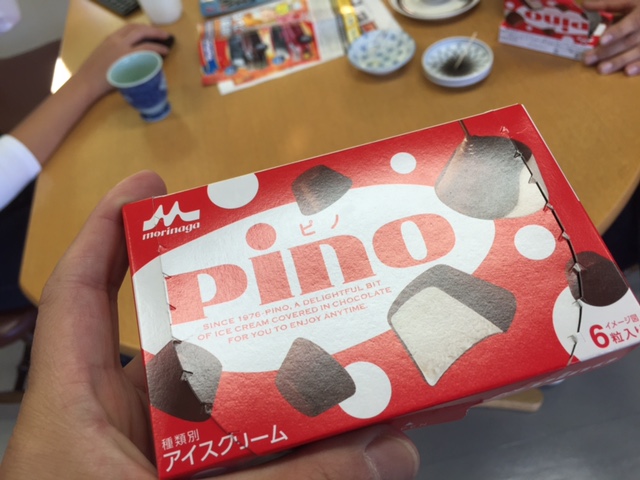 pino
morinaga
ピノ
pino
SINCE 1976 PINO, A DELIGHTFUL BIT
OF ICE CREAM COVERED IN CHOCOLATE
FOR YOU TO ENJOY ANYTIME.
イメージ図
6粒入
種類別
アイスクリーム